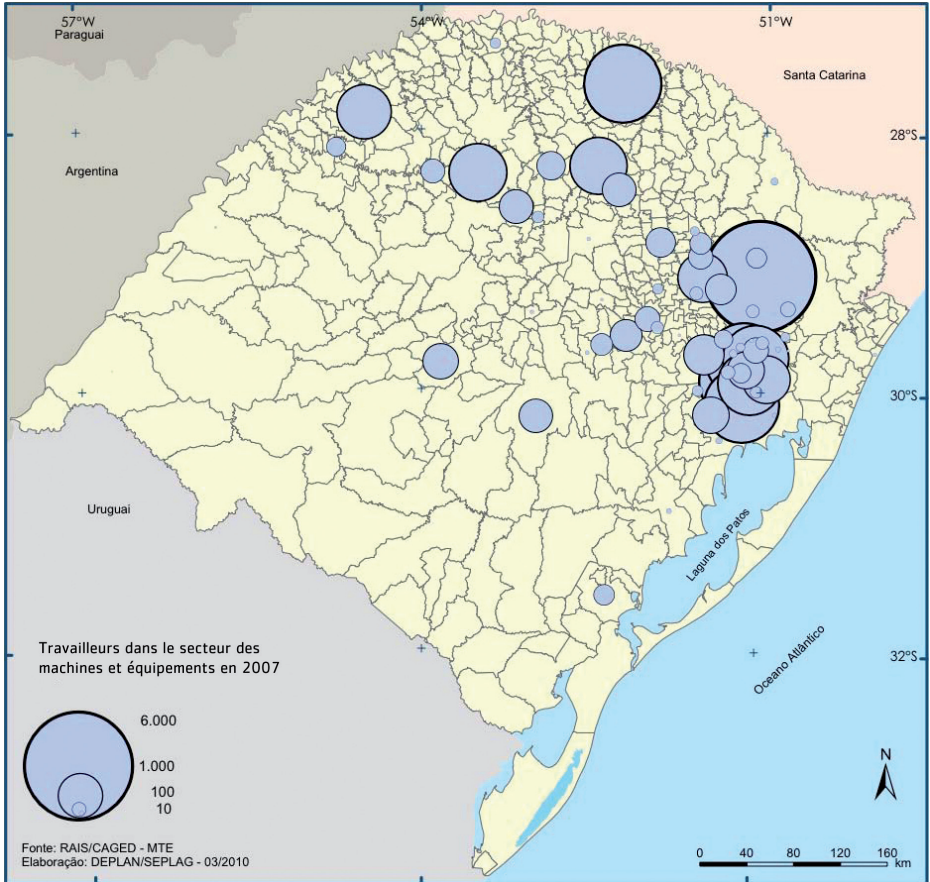 57°W
54°W
51°W
Paraguai
Santa Catarina
28°S
Argentina
30°S
Uruguai
Laguna dos Patos
Oceano Atlântico
32°S
Travailleurs dans le secteur des
machines et équipements en 2007
6.000
1.000
100
10
N
Fonte: RAIS/CAGED - MTE
Elaboração: DEPLAN/SEPLAG - 03/2010
0 40 80 120 160
km